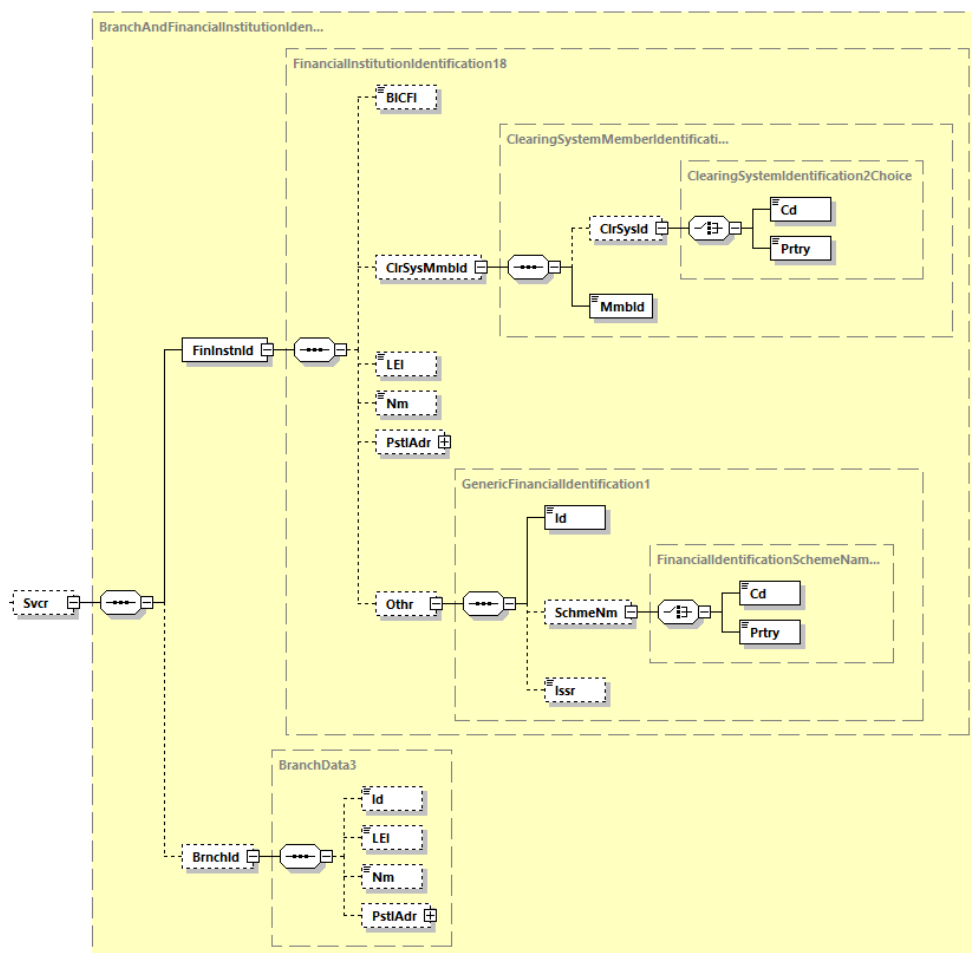 BranchAndFinancialInstitutionIden...
FinancialInstitutionIdentification18
BICFI
ClearingSystemMemberIdentificati...
ClearingSystemIdentification2Choice
Cd
ClrSysId
Prtry
ClrSysMmbId
MmbId
FinInstnId
LEI
Nm
PstlAdr
GenericFinancialIdentification1
Id
FinancialIdentificationSchemeNam...
Cd
Svcr
Othr
SchmeNm
Prtry
Issr
BranchData3
Id
LEI
BrnchId
Nm
PstlAdr